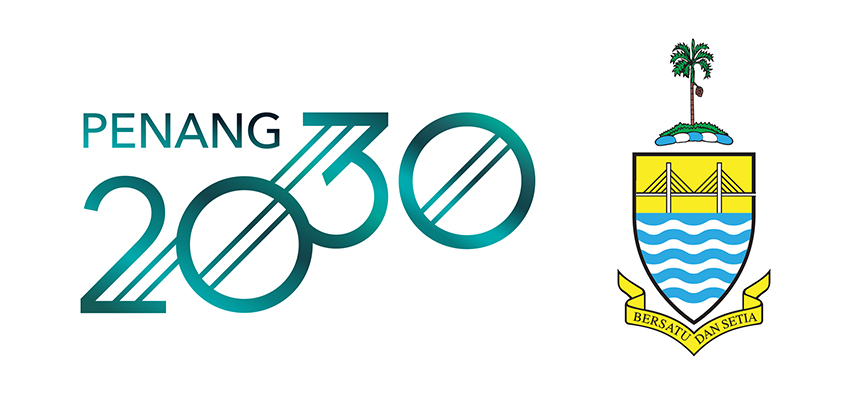 PENANG
2030
BERSATU DAN SETIA